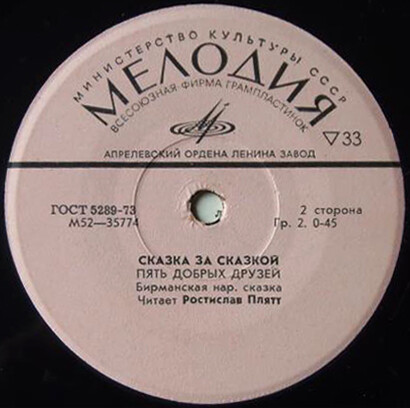 МИНИСТЕРСТВО КУЛЬТУРЫ СССР
МЕЛОДИЯ
ВСЕСОЮЗНАЯ ФИРМА ГРАМПЛАСТИНОК
▽33
АПРЕЛЕВСКИЙ ОРДЕНА ЛЕНИНА ЗАВОД
ГОСТ 5289-73
М52—35774
2 сторона
Гр. 2. 0-45
СКАЗКА ЗА СКАЗКОЙ
ПЯТЬ ДОБРЫХ ДРУЗЕЙ
Бирманская нар. сказка
Читает Ростислав Плятт